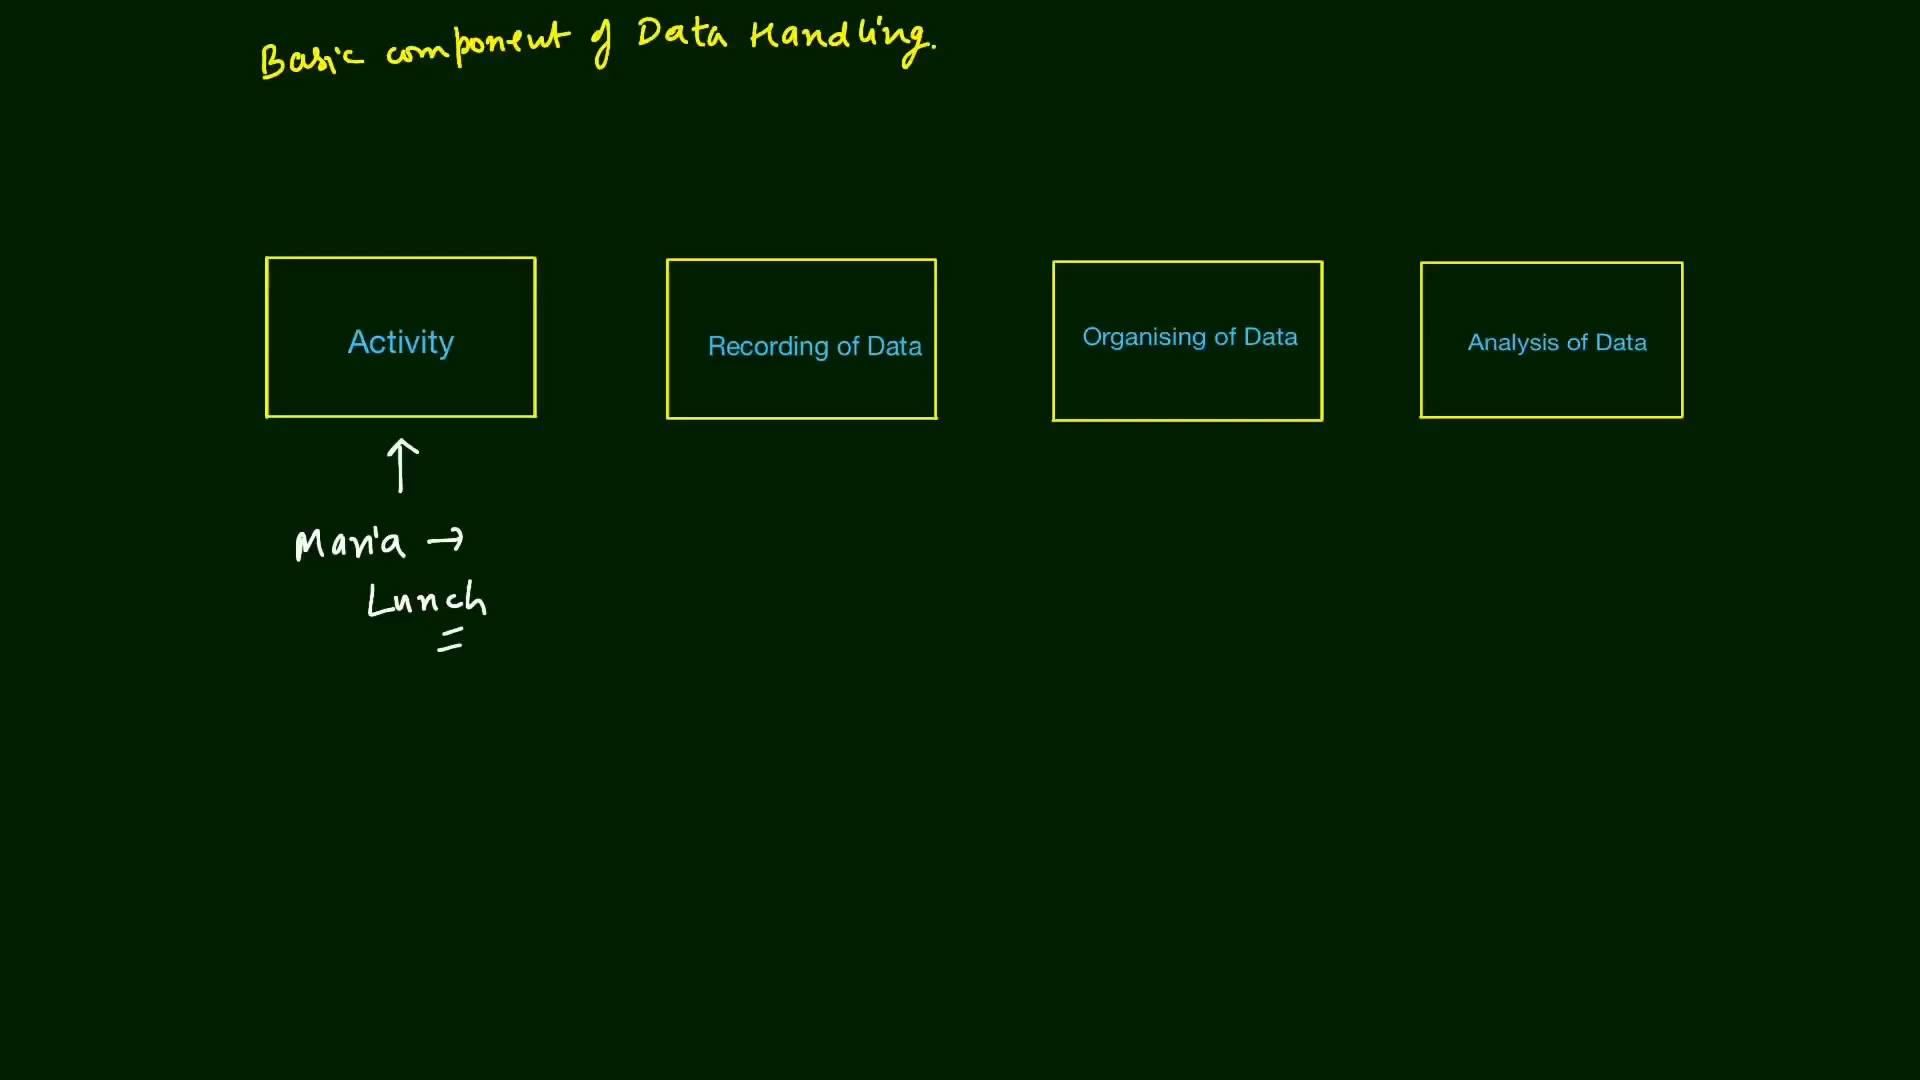 Basic component of Data Handling.
Activity
Recording of Data
Organising of Data
Analysis of Data
Maria →
Lunch